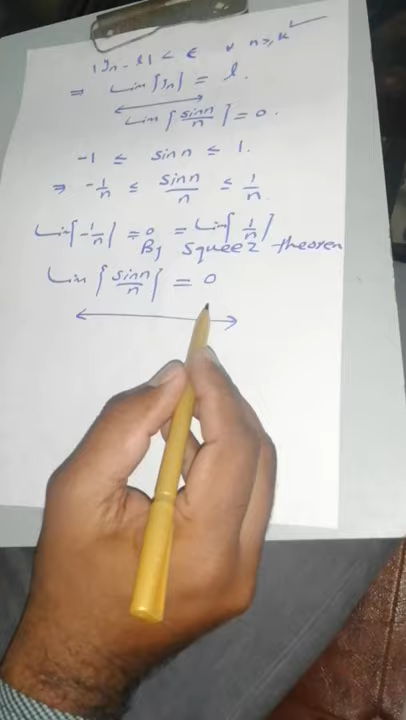 |yn - l| < ε ∀ n ≥ k
⇒ Lim {yn} = l.
Lim {sinn/n} = 0.
-1 ≤ sinn ≤ 1.
⇒ -1/n ≤ sinn/n ≤ 1/n.
Lim{-1/n} = 0 = Lim{1/n}
By Squeez theorem
Lim {sinn/n} = 0